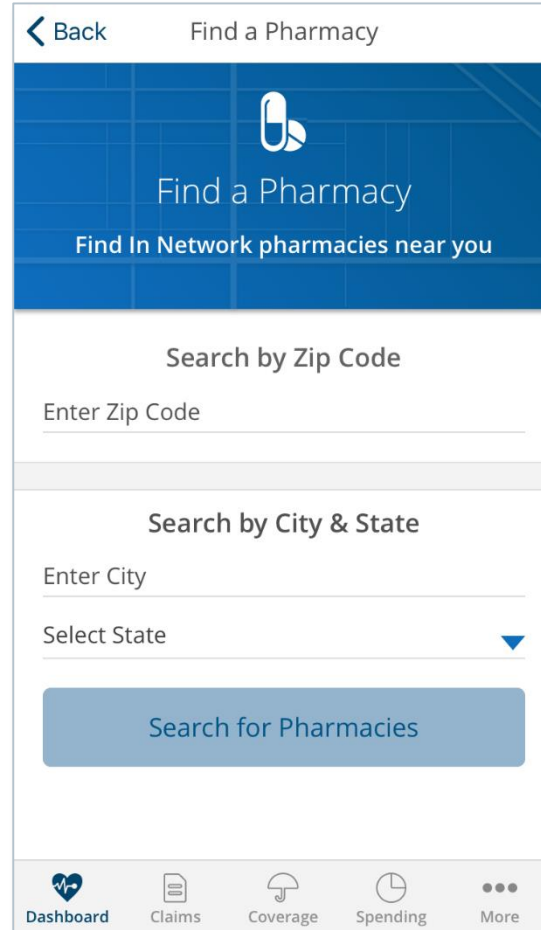 Back Find a Pharmacy
Find a Pharmacy
Find In Network pharmacies near you
Search by Zip Code
Enter Zip Code
Search by City & State
Enter City
Select State
Search for Pharmacies
Dashboard Claims Coverage Spending More